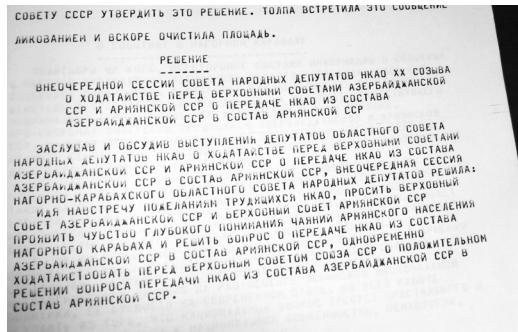 СОВЕТУ СССР УТВЕРДИТЬ ЭТО РЕШЕНИЕ. ТОЛПА ВСТРЕТИЛА ЭТО СООБЩЕНИЕ
ЛИКОВАНИЕМ И ВСКОРЕ ОЧИСТИЛА ПЛОЩАДЬ.
РЕШЕНИЕ
-------
ВНЕОЧЕРЕДНОЙ СЕССИИ СОВЕТА НАРОДНЫХ ДЕПУТАТОВ НКАО XX СОЗЫВА
О ХОДАТАЙСТВЕ ПЕРЕД ВЕРХОВНЫМИ СОВЕТАМИ АЗЕРБАЙДЖАНСКОЙ
ССР И АРМЯНСКОЙ ССР О ПЕРЕДАЧЕ НКАО ИЗ СОСТАВА
АЗЕРБАЙДЖАНСКОЙ ССР В СОСТАВ АРМЯНСКОЙ ССР
ЗАСЛУШАВ И ОБСУДИВ ВЫСТУПЛЕНИЯ ДЕПУТАТОВ ОБЛАСТНОГО СОВЕТА
НАРОДНЫХ ДЕПУТАТОВ НКАО О ХОДАТАЙСТВЕ ПЕРЕД ВЕРХОВНЫМИ СОВЕТАМИ
АЗЕРБАЙДЖАНСКОЙ ССР И АРМЯНСКОЙ ССР О ПЕРЕДАЧЕ НКАО ИЗ СОСТАВА
АЗЕРБАЙДЖАНСКОЙ ССР В СОСТАВ АРМЯНСКОЙ ССР, ВНЕОЧЕРЕДНАЯ СЕССИЯ
НАГОРНО-КАРАБАХСКОГО ОБЛАСТНОГО СОВЕТА НАРОДНЫХ ДЕПУТАТОВ РЕШИЛА:
ИДЯ НАВСТРЕЧУ ПОЖЕЛАНИЯМ ТРУДЯЩИХСЯ НКАО, ПРОСИТЬ ВЕРХОВНЫЙ
СОВЕТ АЗЕРБАЙДЖАНСКОЙ ССР И ВЕРХОВНЫЙ СОВЕТ АРМЯНСКОЙ ССР
ПРОЯВИТЬ ЧУВСТВО ГЛУБОКОГО ПОНИМАНИЯ ЧАЯНИЙ АРМЯНСКОГО НАСЕЛЕНИЯ
НАГОРНОГО КАРАБАХА И РЕШИТЬ ВОПРОС О ПЕРЕДАЧЕ НКАО ИЗ СОСТАВА
АЗЕРБАЙДЖАНСКОЙ ССР В СОСТАВ АРМЯНСКОЙ ССР, ОДНОВРЕМЕННО
ХОДАТАЙСТВОВАТЬ ПЕРЕД ВЕРХОВНЫМ СОВЕТОМ СОЮЗА ССР О ПОЛОЖИТЕЛЬНОМ
РЕШЕНИИ ВОПРОСА ПЕРЕДАЧИ НКАО ИЗ СОСТАВА АЗЕРБАЙДЖАНСКОЙ ССР В
СОСТАВ АРМЯНСКОЙ ССР.